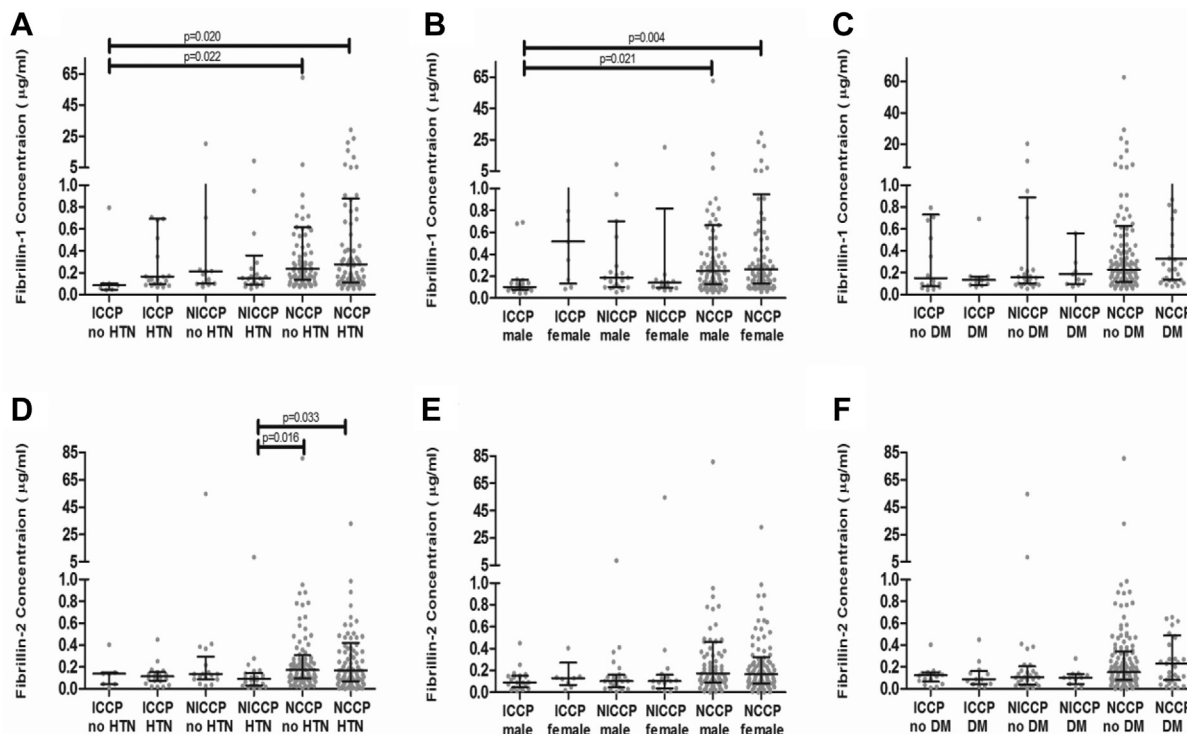 A
p=0.020
p=0.022
Fibrillin-1 Concentraion ( µg/ml)
65
45
25
5
1.0
0.8
0.6
0.4
0.2
0.0
ICCP ICCP NICCP NICCP NCCP NCCP
no HTN HTN no HTN HTN no HTN HTN
B
p=0.004
p=0.021
Fibrillin-1 Concentraion ( µg/ml)
65
45
25
5
1.0
0.8
0.6
0.4
0.2
0.0
ICCP ICCP NICCP NICCP NCCP NCCP
male female male female male female
C
Fibrillin-1 Concentraion ( µg/ml)
60
40
20
5
1.0
0.8
0.6
0.4
0.2
0.0
ICCP ICCP NICCP NICCP NCCP NCCP
no DM DM no DM DM no DM DM
D
p=0.033
p=0.016
Fibrillin-2 Concentraion ( µg/ml)
85
65
45
25
5
1.0
0.8
0.6
0.4
0.2
0.0
ICCP ICCP NICCP NICCP NCCP NCCP
no HTN HTN no HTN HTN no HTN HTN
E
Fibrillin-2 Concentraion ( µg/ml)
85
65
45
25
5
1.0
0.8
0.6
0.4
0.2
0.0
ICCP ICCP NICCP NICCP NCCP NCCP
male female male female male female
F
Fibrillin-2 Concentraion ( µg/ml)
85
65
45
25
5
1.0
0.8
0.6
0.4
0.2
0.0
ICCP ICCP NICCP NICCP NCCP NCCP
no DM DM no DM DM no DM DM